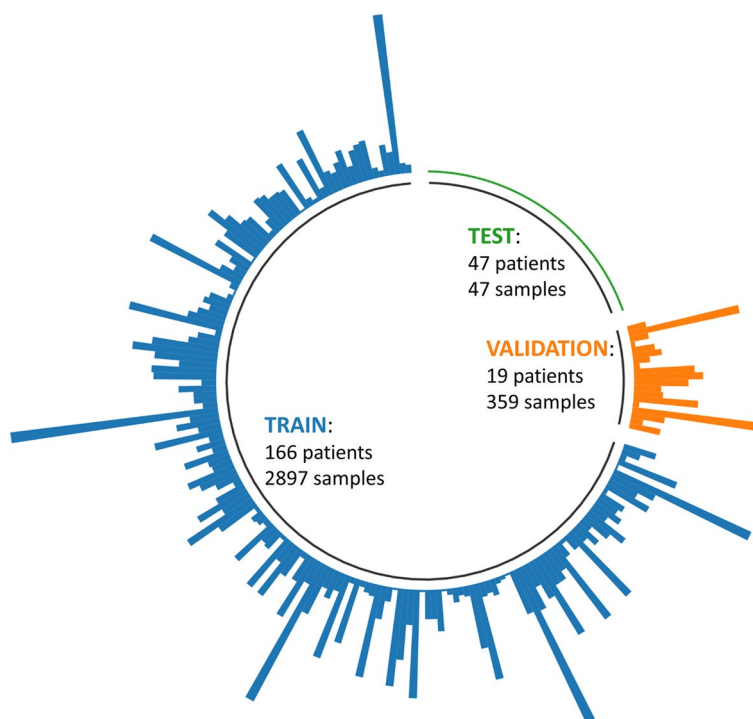 TEST:
47 patients
47 samples
VALIDATION:
19 patients
359 samples
TRAIN:
166 patients
2897 samples